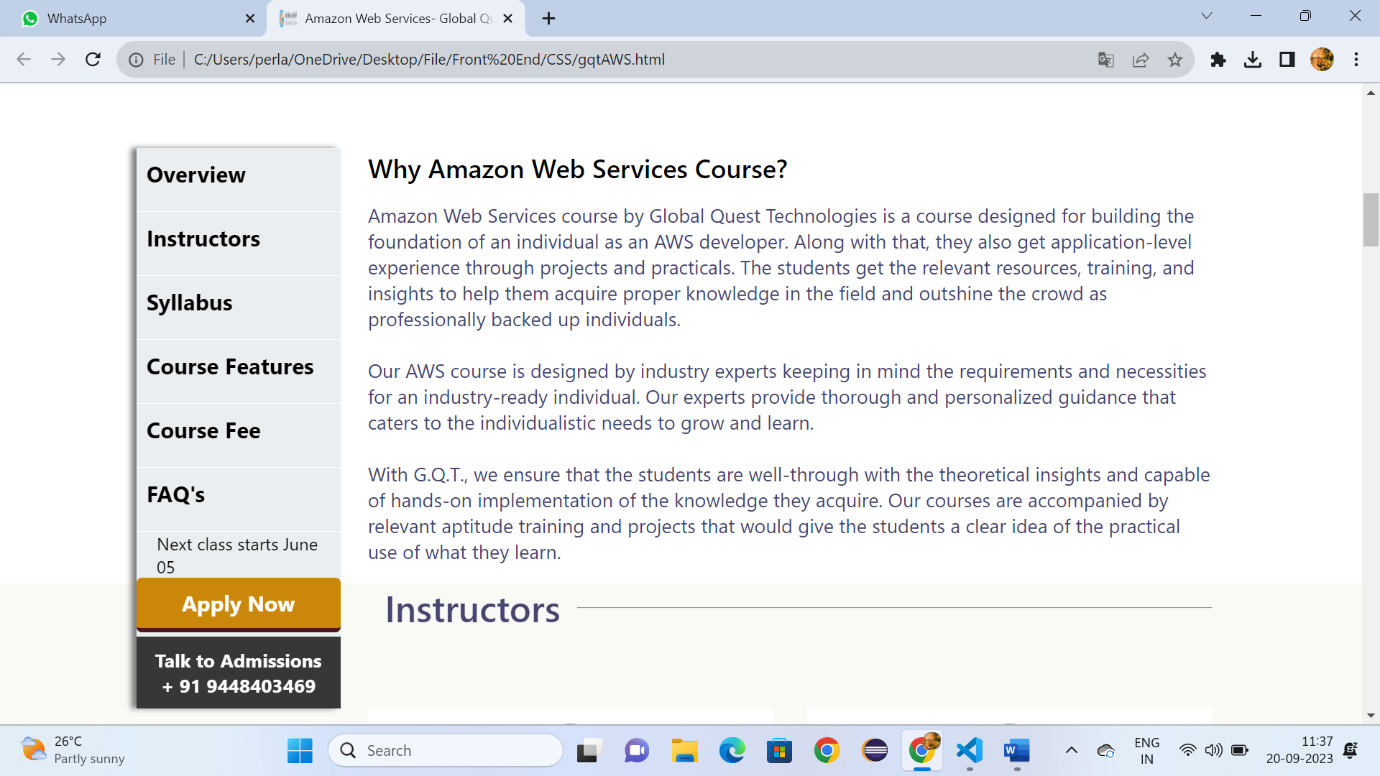 WhatsApp
Amazon Web Services- Global Qu
File
C:/Users/perla/OneDrive/Desktop/File/Front%20End/CSS/gqtAWS.html
Overview
Instructors
Syllabus
Course Features
Course Fee
FAQ's
Next class starts June
05
Apply Now
Talk to Admissions
+ 91 9448403469
Why Amazon Web Services Course?
Amazon Web Services course by Global Quest Technologies is a course designed for building the
foundation of an individual as an AWS developer. Along with that, they also get application-level
experience through projects and practicals. The students get the relevant resources, training, and
insights to help them acquire proper knowledge in the field and outshine the crowd as
professionally backed up individuals.
Our AWS course is designed by industry experts keeping in mind the requirements and necessities
for an industry-ready individual. Our experts provide thorough and personalized guidance that
caters to the individualistic needs to grow and learn.
With G.Q.T., we ensure that the students are well-through with the theoretical insights and capable
of hands-on implementation of the knowledge they acquire. Our courses are accompanied by
relevant aptitude training and projects that would give the students a clear idea of the practical
use of what they learn.
Instructors
26°C
Partly sunny
Search
ENG
IN
11:37
20-09-2023